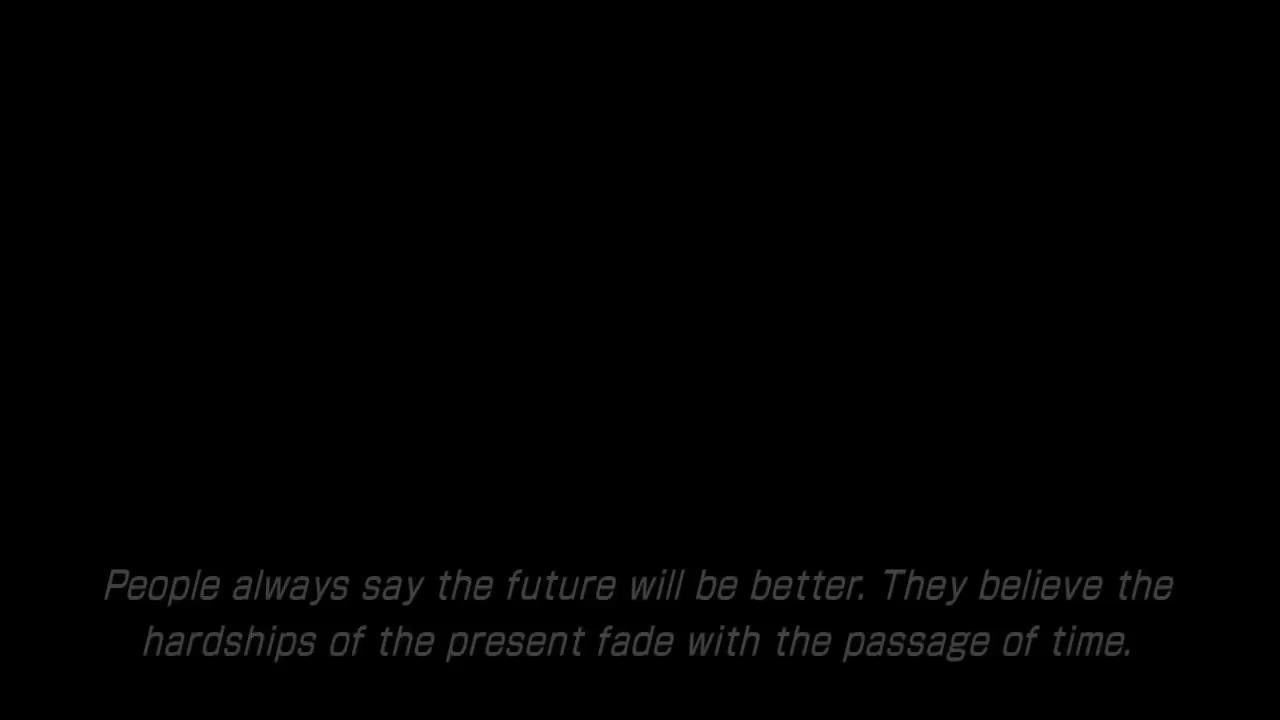 People always say the future will be better. They believe the
hardships of the present fade with the passage of time.